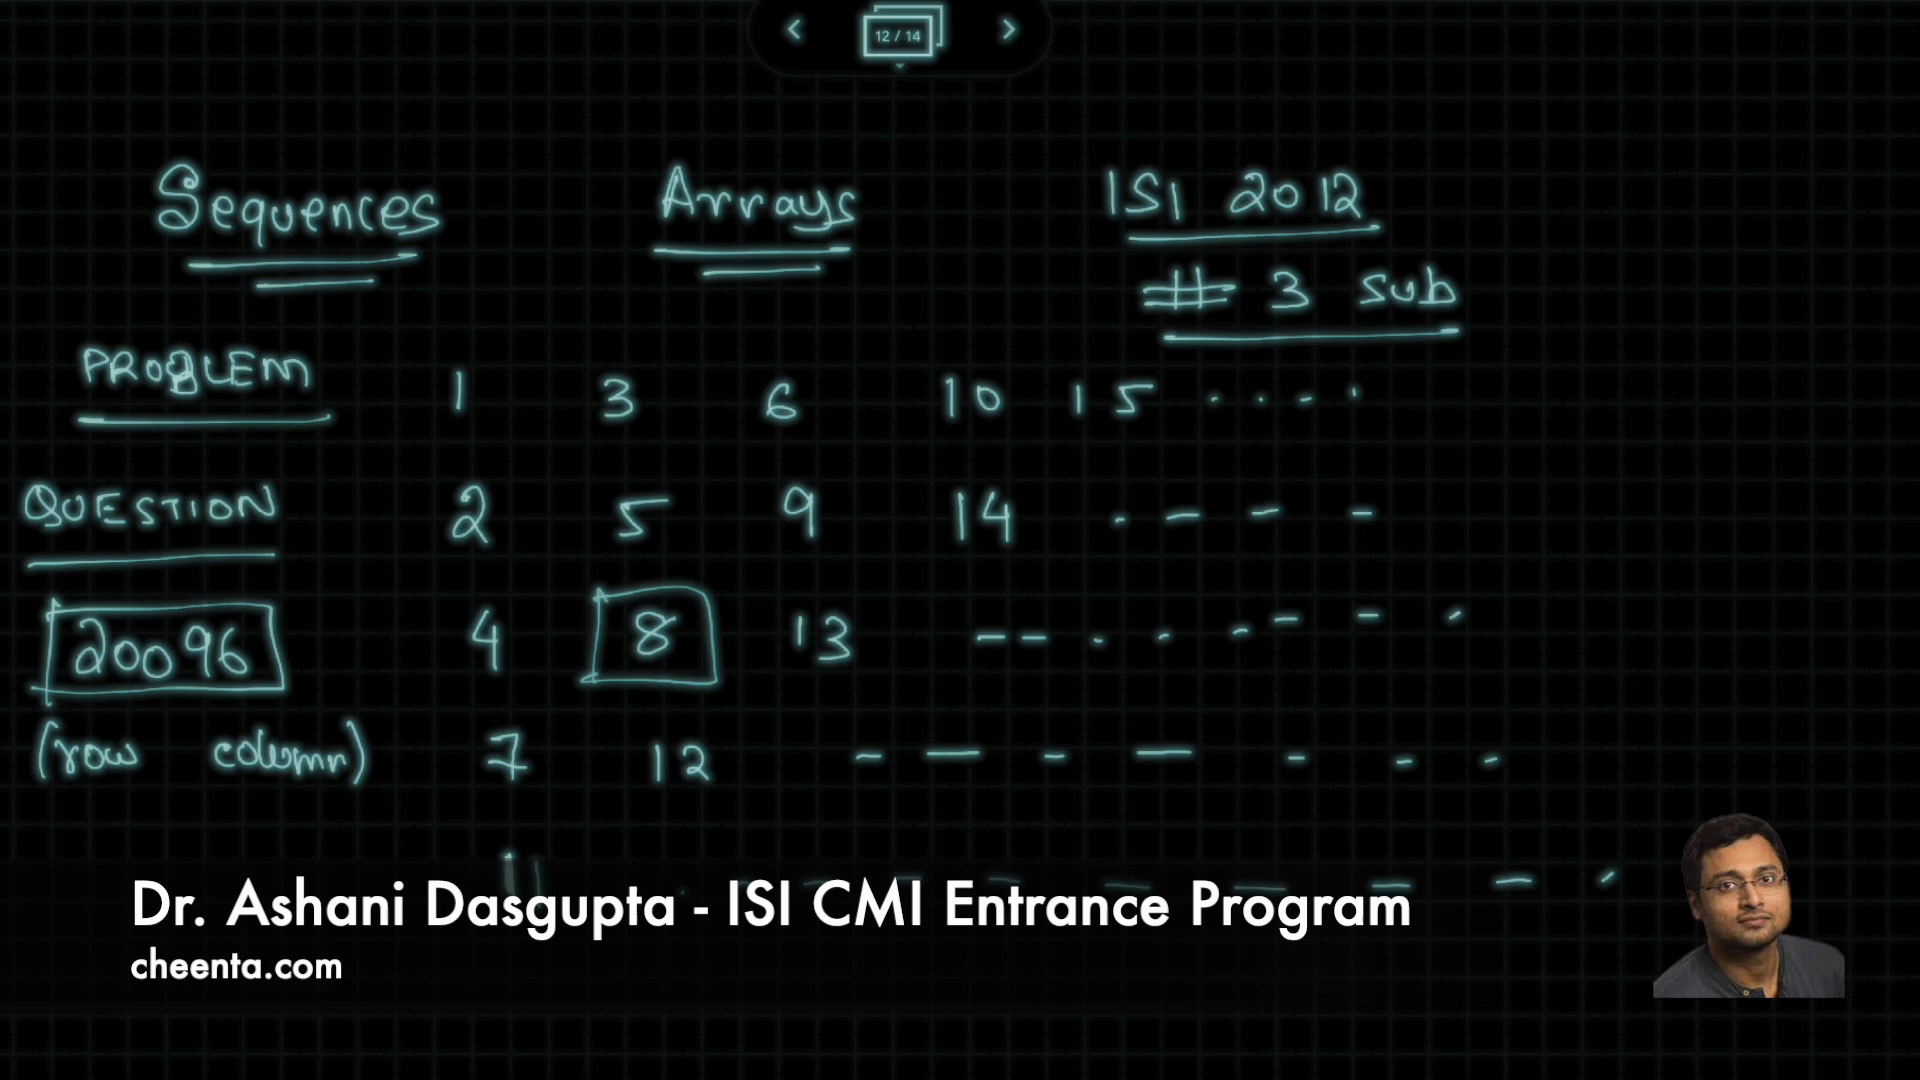 12 / 14
Sequences Arrays ISI 2012
# 3 sub
PROBLEM 1 3 6 10 15 . . . .
QUESTION 2 5 9 14 . - - -
20096 4 8 13 - - . . . - - .
(row column) 7 12 - - - - - - -
11 - - - - - - -
Dr. Ashani Dasgupta - ISI CMI Entrance Program
cheenta.com